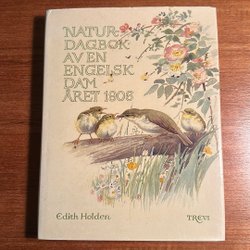 NATUR-
DAGBOK
AV EN
ENGELSK
DAM
ÅRET 1906
Edith Holden
TREVI